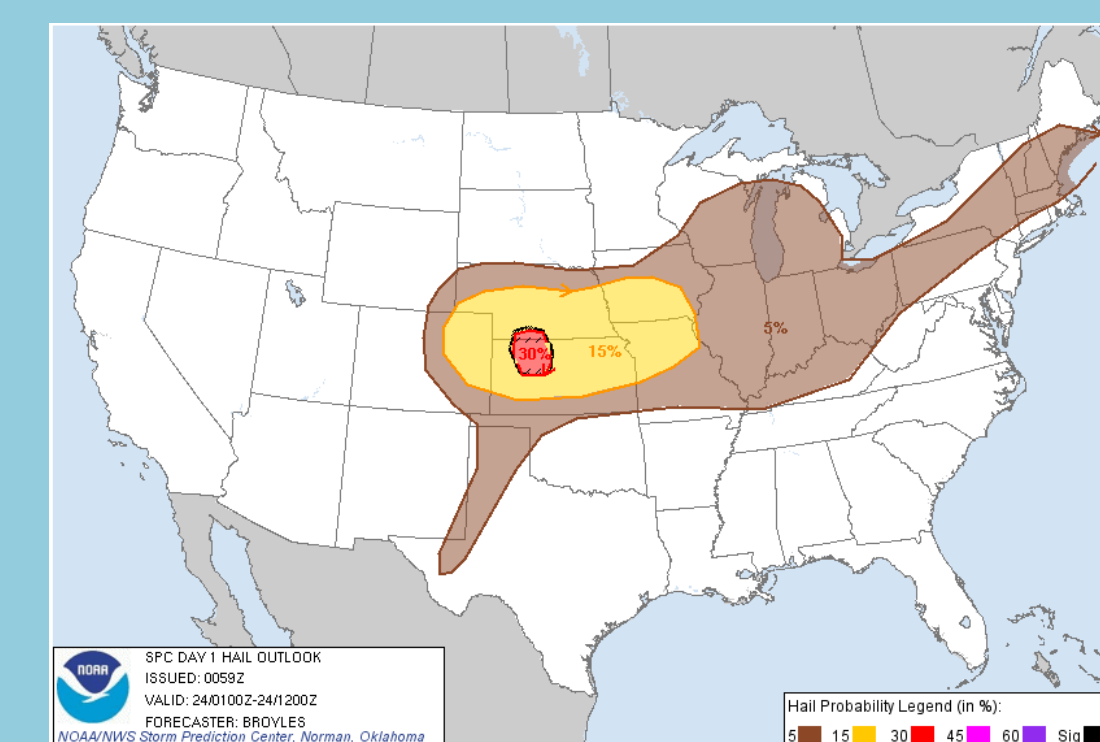 5%
15%
30%
NOAA
SPC DAY 1 HAIL OUTLOOK
ISSUED: 0059Z
VALID: 24/0100Z-24/1200Z
FORECASTER: BROYLES
NOAA/NWS Storm Prediction Center, Norman, Oklahoma
Hail Probability Legend (in %):
5 15 30 45 60 Sig